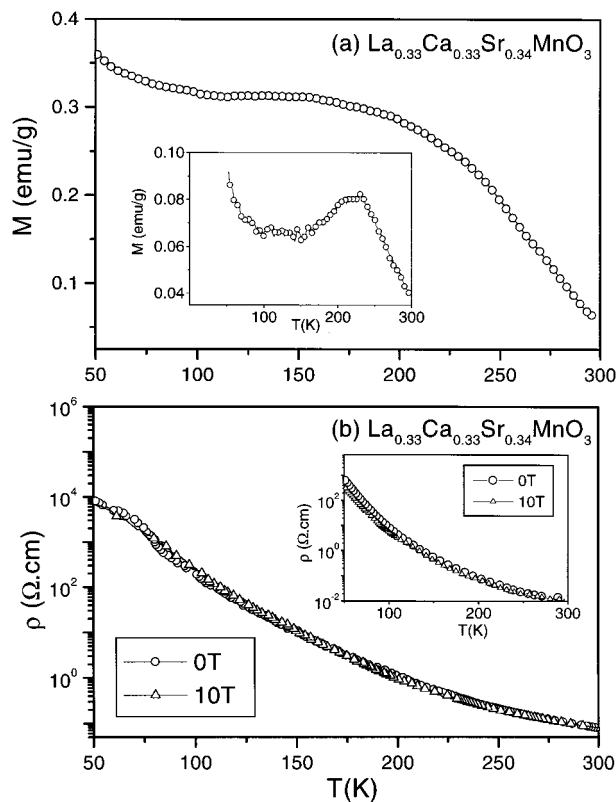 (a) La0.33Ca0.33Sr0.34MnO3
M (emu/g)
0.4
0.3
0.2
0.1
M (emu/g)
0.10
0.08
0.06
0.04
100 200 300
T(K)
50 100 150 200 250 300
(b) La0.33Ca0.33Sr0.34MnO3
ρ (Ω.cm)
10^6
10^4
10^2
10^0
0T
10T
ρ (Ω.cm)
10^2
10^0
10^-2
0T
10T
100 200 300
T(K)
50 100 150 200 250 300
T(K)